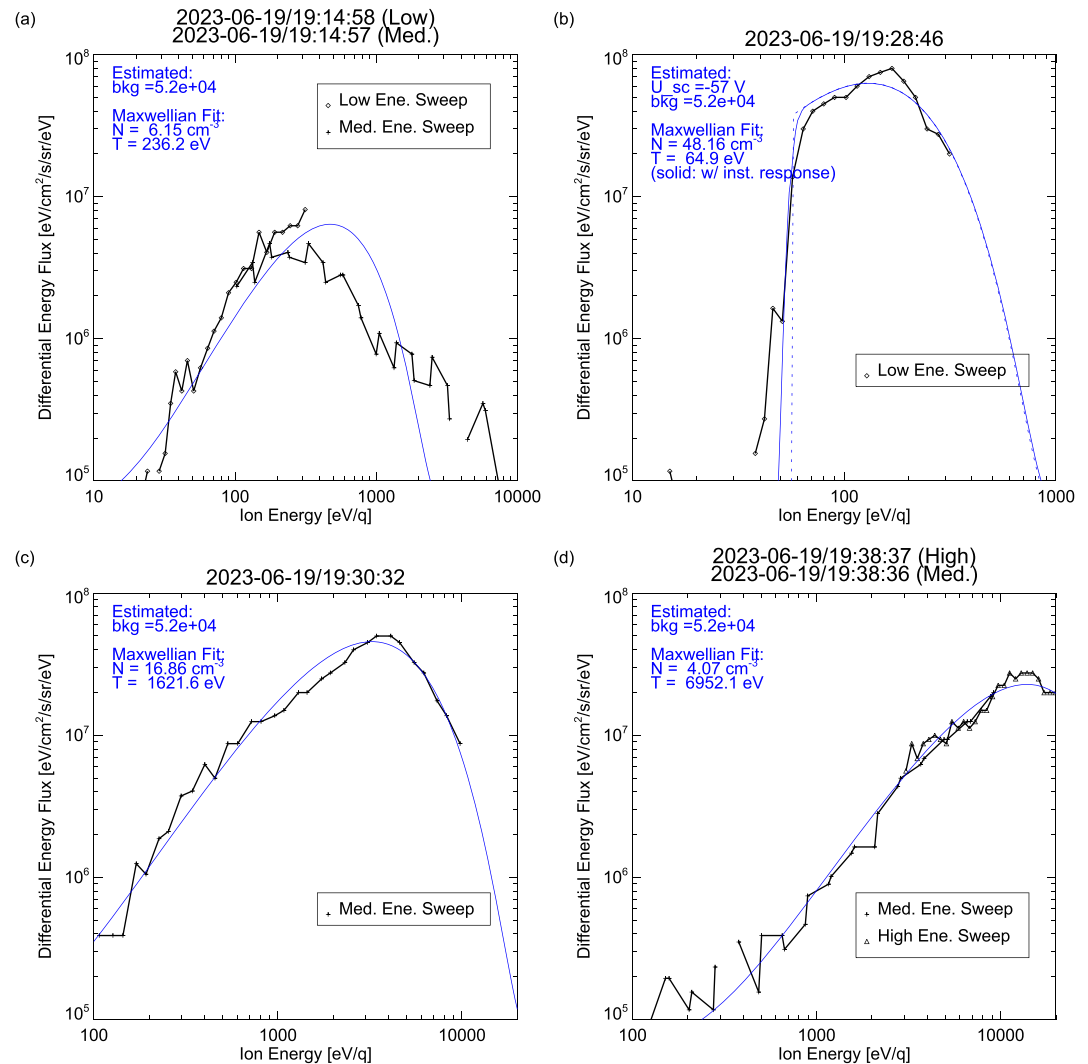 (a)
2023-06-19/19:14:58 (Low)
2023-06-19/19:14:57 (Med.)
Estimated:
bkg =5.2e+04
Maxwellian Fit:
N =  6.15 cm⁻³
T = 236.2 eV
Low Ene. Sweep
Med. Ene. Sweep
Differential Energy Flux [eV/cm²/s/sr/eV]
10⁸
10⁷
10⁶
10⁵
10
100
1000
10000
Ion Energy [eV/q]
(b)
2023-06-19/19:28:46
Estimated:
U_sc =-57 V
bkg =5.2e+04
Maxwellian Fit:
N = 48.16 cm⁻³
T =  64.9 eV
(solid: w/ inst. response)
Low Ene. Sweep
Differential Energy Flux [eV/cm²/s/sr/eV]
10⁸
10⁷
10⁶
10⁵
10
100
1000
Ion Energy [eV/q]
(c)
2023-06-19/19:30:32
Estimated:
bkg =5.2e+04
Maxwellian Fit:
N = 16.86 cm⁻³
T =  1621.6 eV
Med. Ene. Sweep
Differential Energy Flux [eV/cm²/s/sr/eV]
10⁸
10⁷
10⁶
10⁵
100
1000
10000
Ion Energy [eV/q]
(d)
2023-06-19/19:38:37 (High)
2023-06-19/19:38:36 (Med.)
Estimated:
bkg =5.2e+04
Maxwellian Fit:
N =  4.07 cm⁻³
T =  6952.1 eV
Med. Ene. Sweep
High Ene. Sweep
Differential Energy Flux [eV/cm²/s/sr/eV]
10⁸
10⁷
10⁶
10⁵
100
1000
10000
Ion Energy [eV/q]